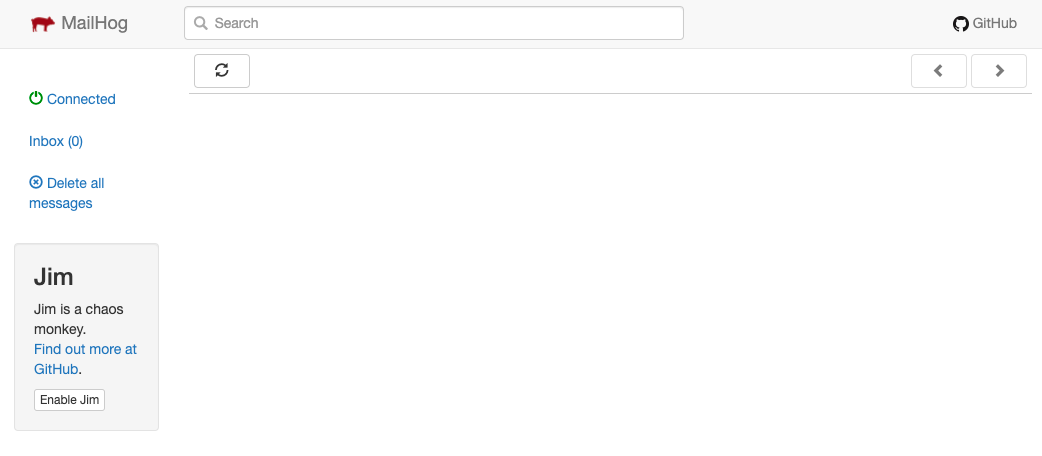 MailHog
Search
GitHub
Connected
Inbox (0)
Delete all
messages
Jim
Jim is a chaos
monkey.
Find out more at
GitHub.
Enable Jim